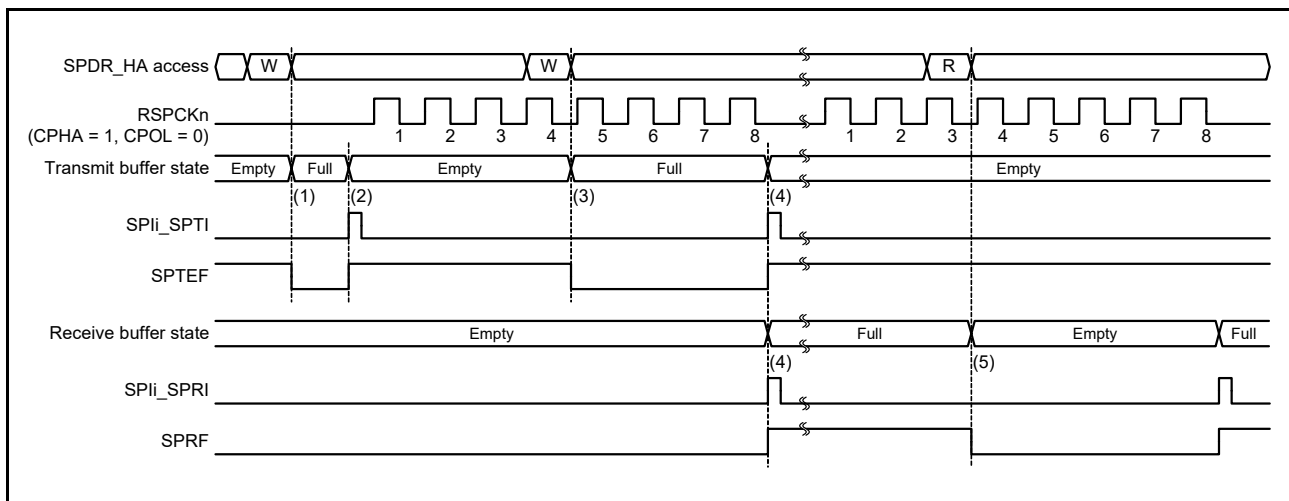 SPDR_HA access W W R
RSPCKn
(CPHA = 1, CPOL = 0)
1 2 3 4 5 6 7 8 1 2 3 4 5 6 7 8
Transmit buffer state Empty Full Empty Full Empty
(1) (2) (3) (4)
SPIi_SPTI
SPTEF
Receive buffer state Empty Full Empty Full
(4) (5)
SPIi_SPRI
SPRF